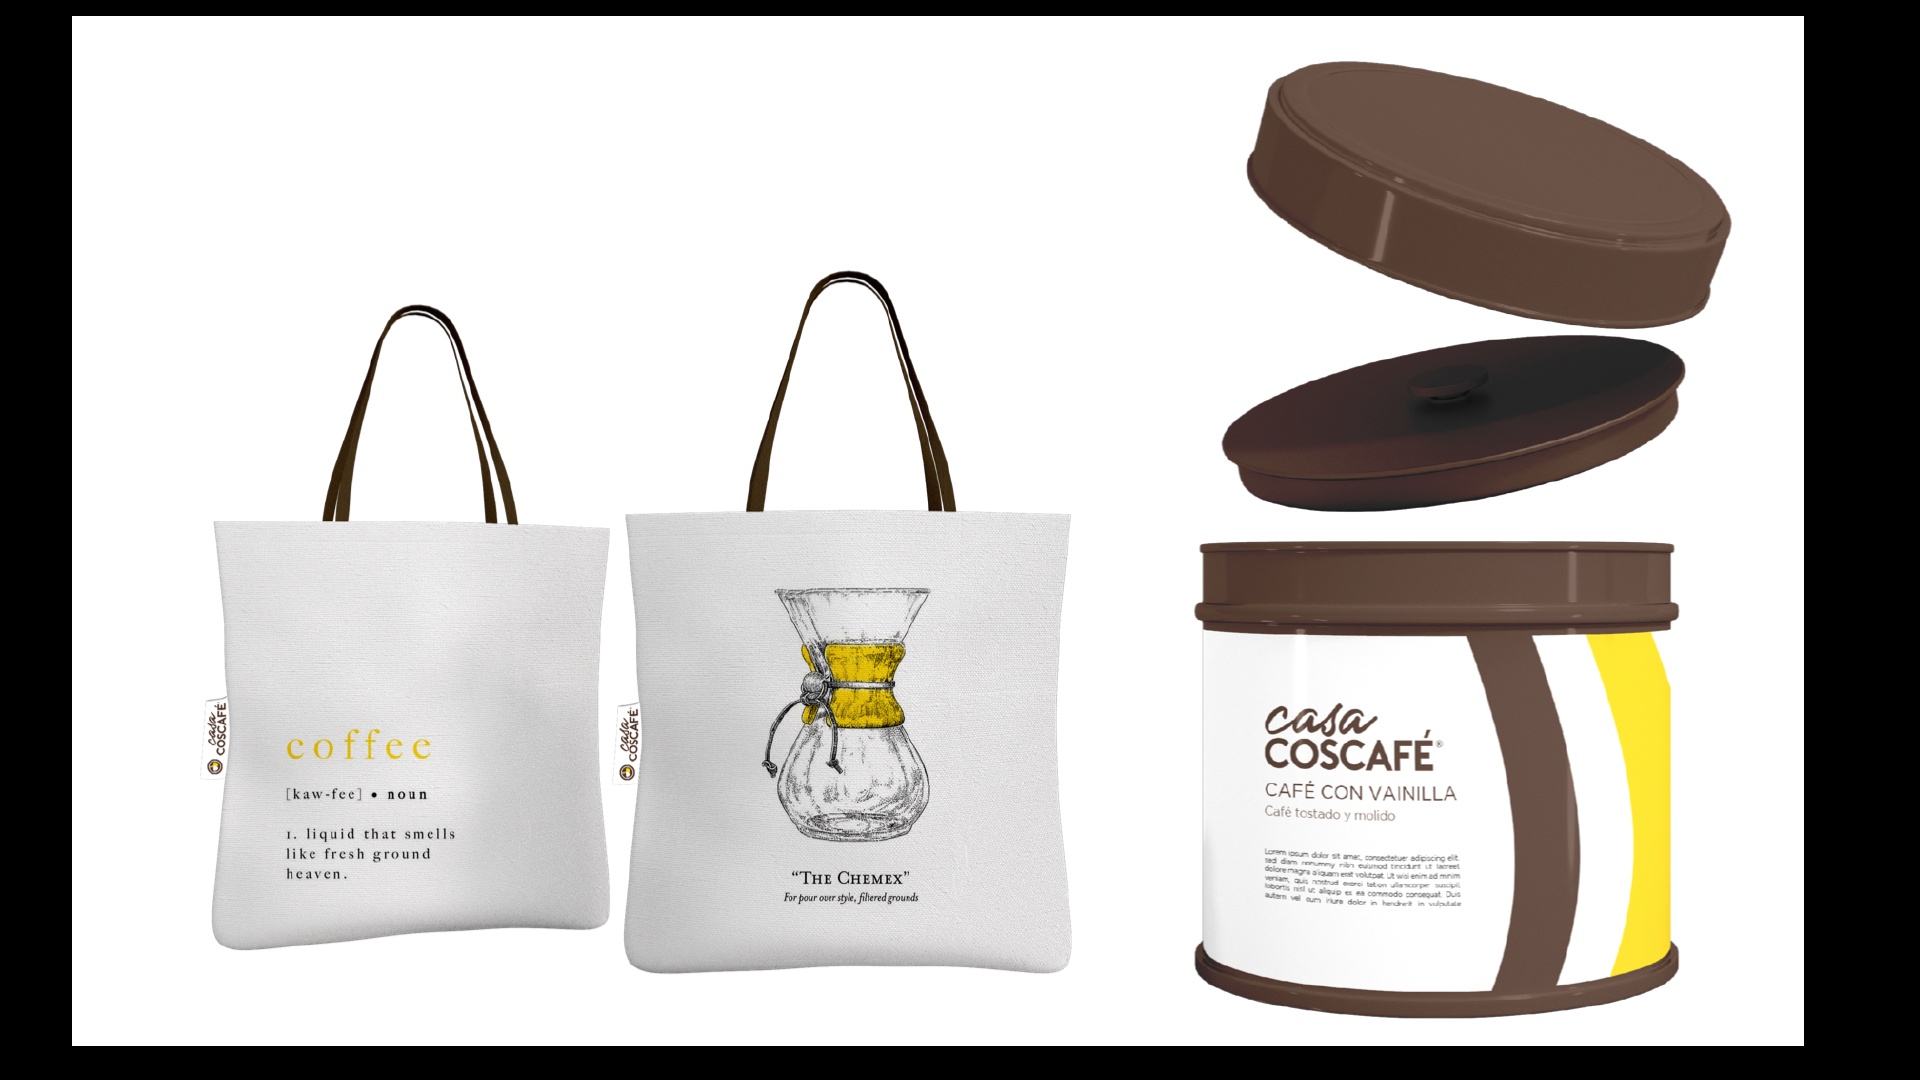 casa
COSCAFÉ
coffee
[kaw-fee] • noun
1. liquid that smells
like fresh ground
heaven.
casa
COSCAFÉ
“THE CHEMEX”
For pour over style, filtered grounds
casa
COSCAFÉ®
CAFÉ CON VAINILLA
Café tostado y molido
Lorem ipsum dolor sit amet, consectetuer adipiscing elit,
sed diam nonummy nibh euismod tincidunt ut laoreet
dolore magna aliquam erat volutpat. Ut wisi enim ad minim
veniam, quis nostrud exerci tation ullamcorper suscipit
lobortis nisl ut aliquip ex ea commodo consequat. Duis
autem vel eum iriure dolor in hendrerit in vulputate